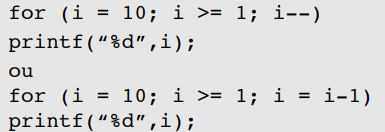 for (i = 10; i >= 1; i--)
printf(“%d”,i);
ou
for (i = 10; i >= 1; i = i-1)
printf(“%d”,i);